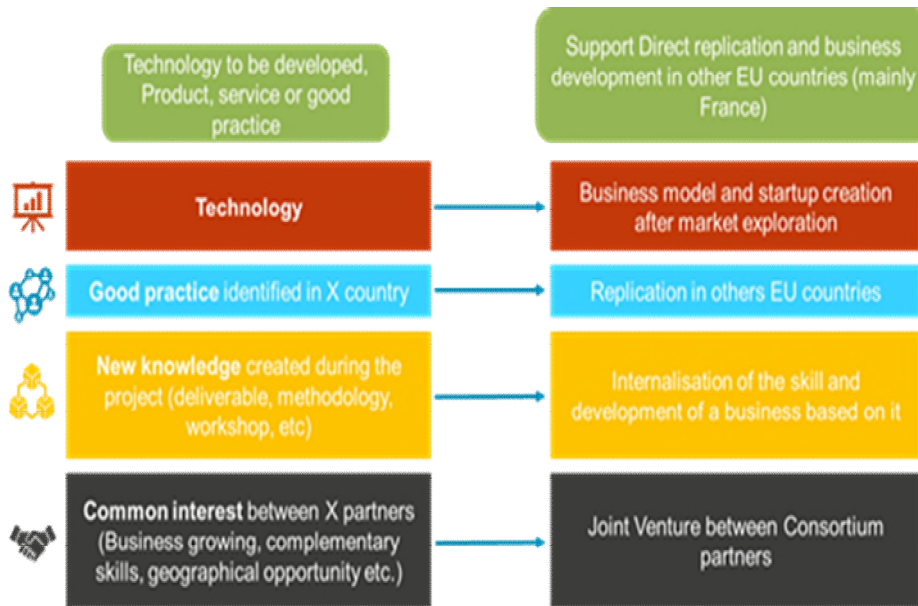 Technology to be developed,
Product, service or good
practice
Support Direct replication and business
development in other EU countries (mainly
France)
Technology
Business model and startup creation
after market exploration
Good practice identified in X country
Replication in others EU countries
New knowledge created during the
project (deliverable, methodology,
workshop, etc)
Internalisation of the skill and
development of a business based on it
Common interest between X partners
(Business growing, complementary
skills, geographical opportunity etc.)
Joint Venture between Consortium
partners